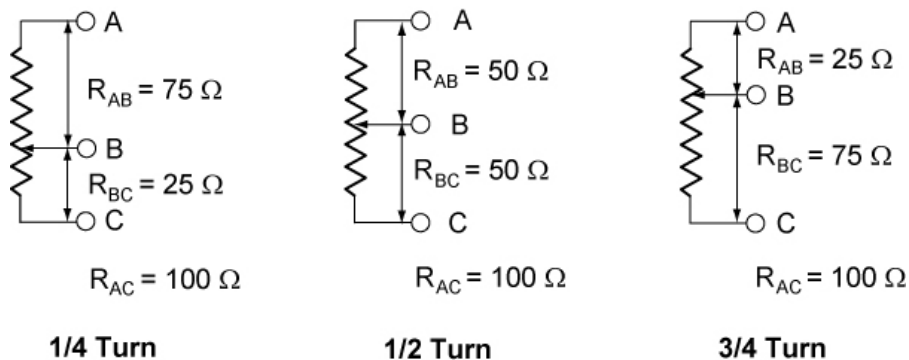 A
R_AB = 75 Ω
B
R_BC = 25 Ω
C
R_AC = 100 Ω
1/4 Turn
A
R_AB = 50 Ω
B
R_BC = 50 Ω
C
R_AC = 100 Ω
1/2 Turn
A
R_AB = 25 Ω
B
R_BC = 75 Ω
C
R_AC = 100 Ω
3/4 Turn